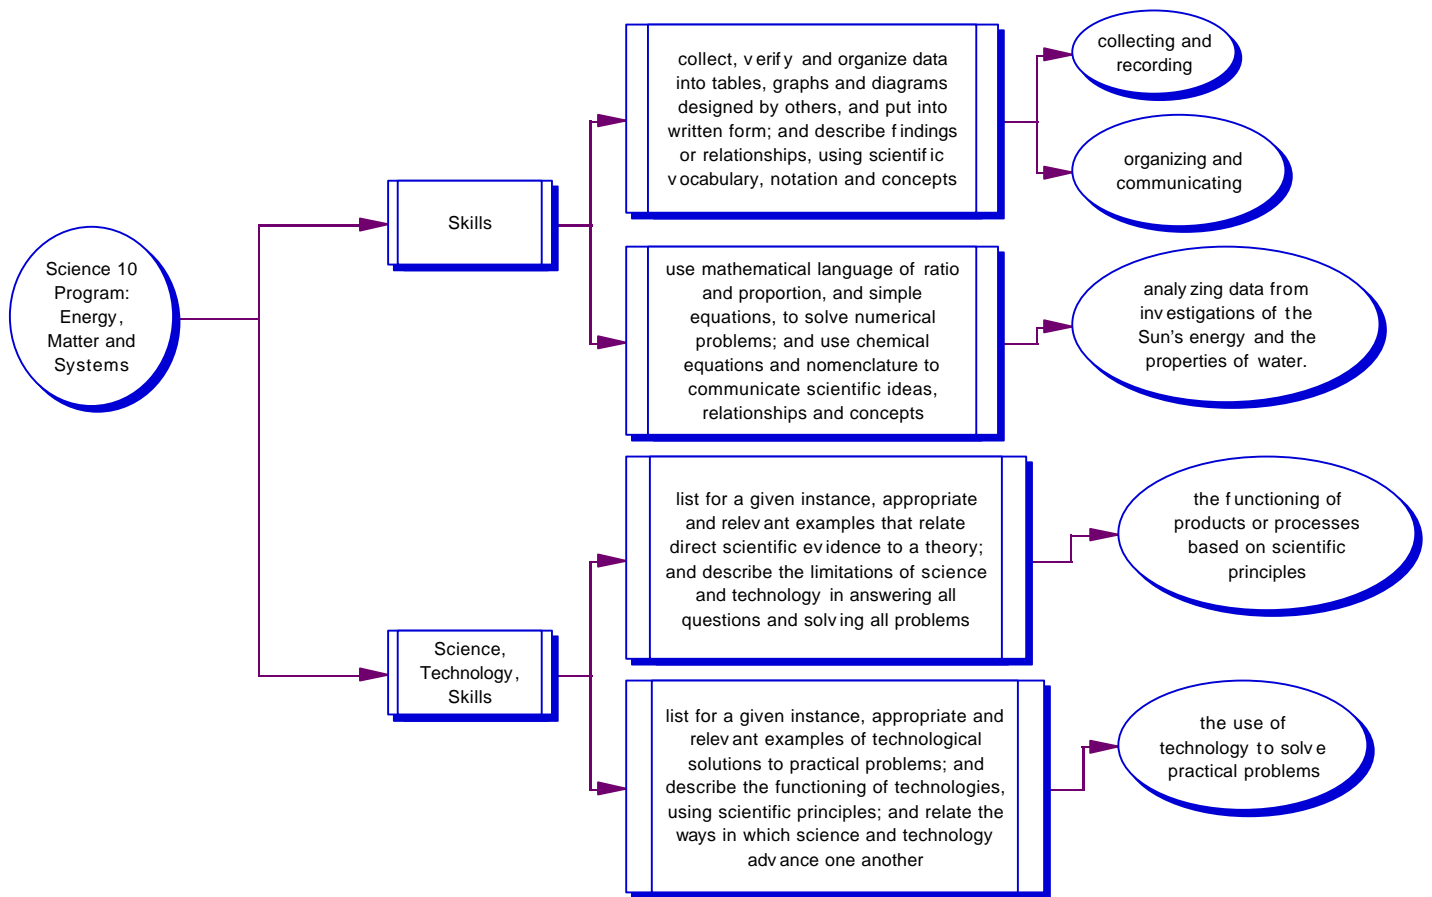 Science 10
Program:
Energy,
Matter and
Systems
Skills
collect, verify and organize data
into tables, graphs and diagrams
designed by others, and put into
written form; and describe findings
or relationships, using scientific
vocabulary, notation and concepts
collecting and
recording
organizing and
communicating
use mathematical language of ratio
and proportion, and simple
equations, to solve numerical
problems; and use chemical
equations and nomenclature to
communicate scientific ideas,
relationships and concepts
analyzing data from
investigations of the
Sun's energy and the
properties of water.
Science,
Technology,
Skills
list for a given instance, appropriate
and relevant examples that relate
direct scientific evidence to a theory;
and describe the limitations of science
and technology in answering all
questions and solving all problems
the functioning of
products or processes
based on scientific
principles
list for a given instance, appropriate and
relevant examples of technological
solutions to practical problems; and
describe the functioning of technologies,
using scientific principles; and relate the
ways in which science and technology
advance one another
the use of
technology to solve
practical problems